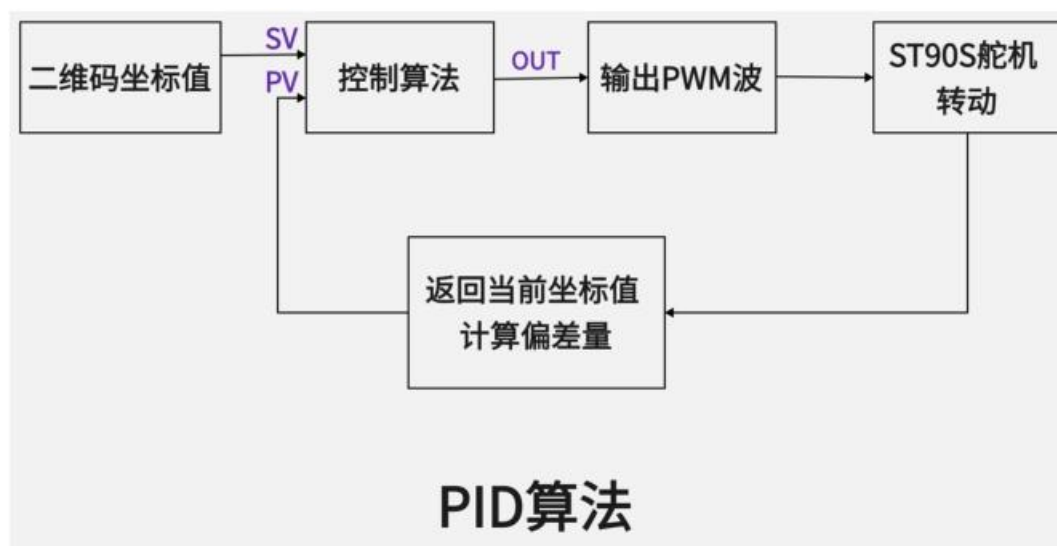 二维码坐标值
SV
PV
控制算法
OUT
输出PWM波
ST90S舵机
转动
返回当前坐标值
计算偏差量
PID算法